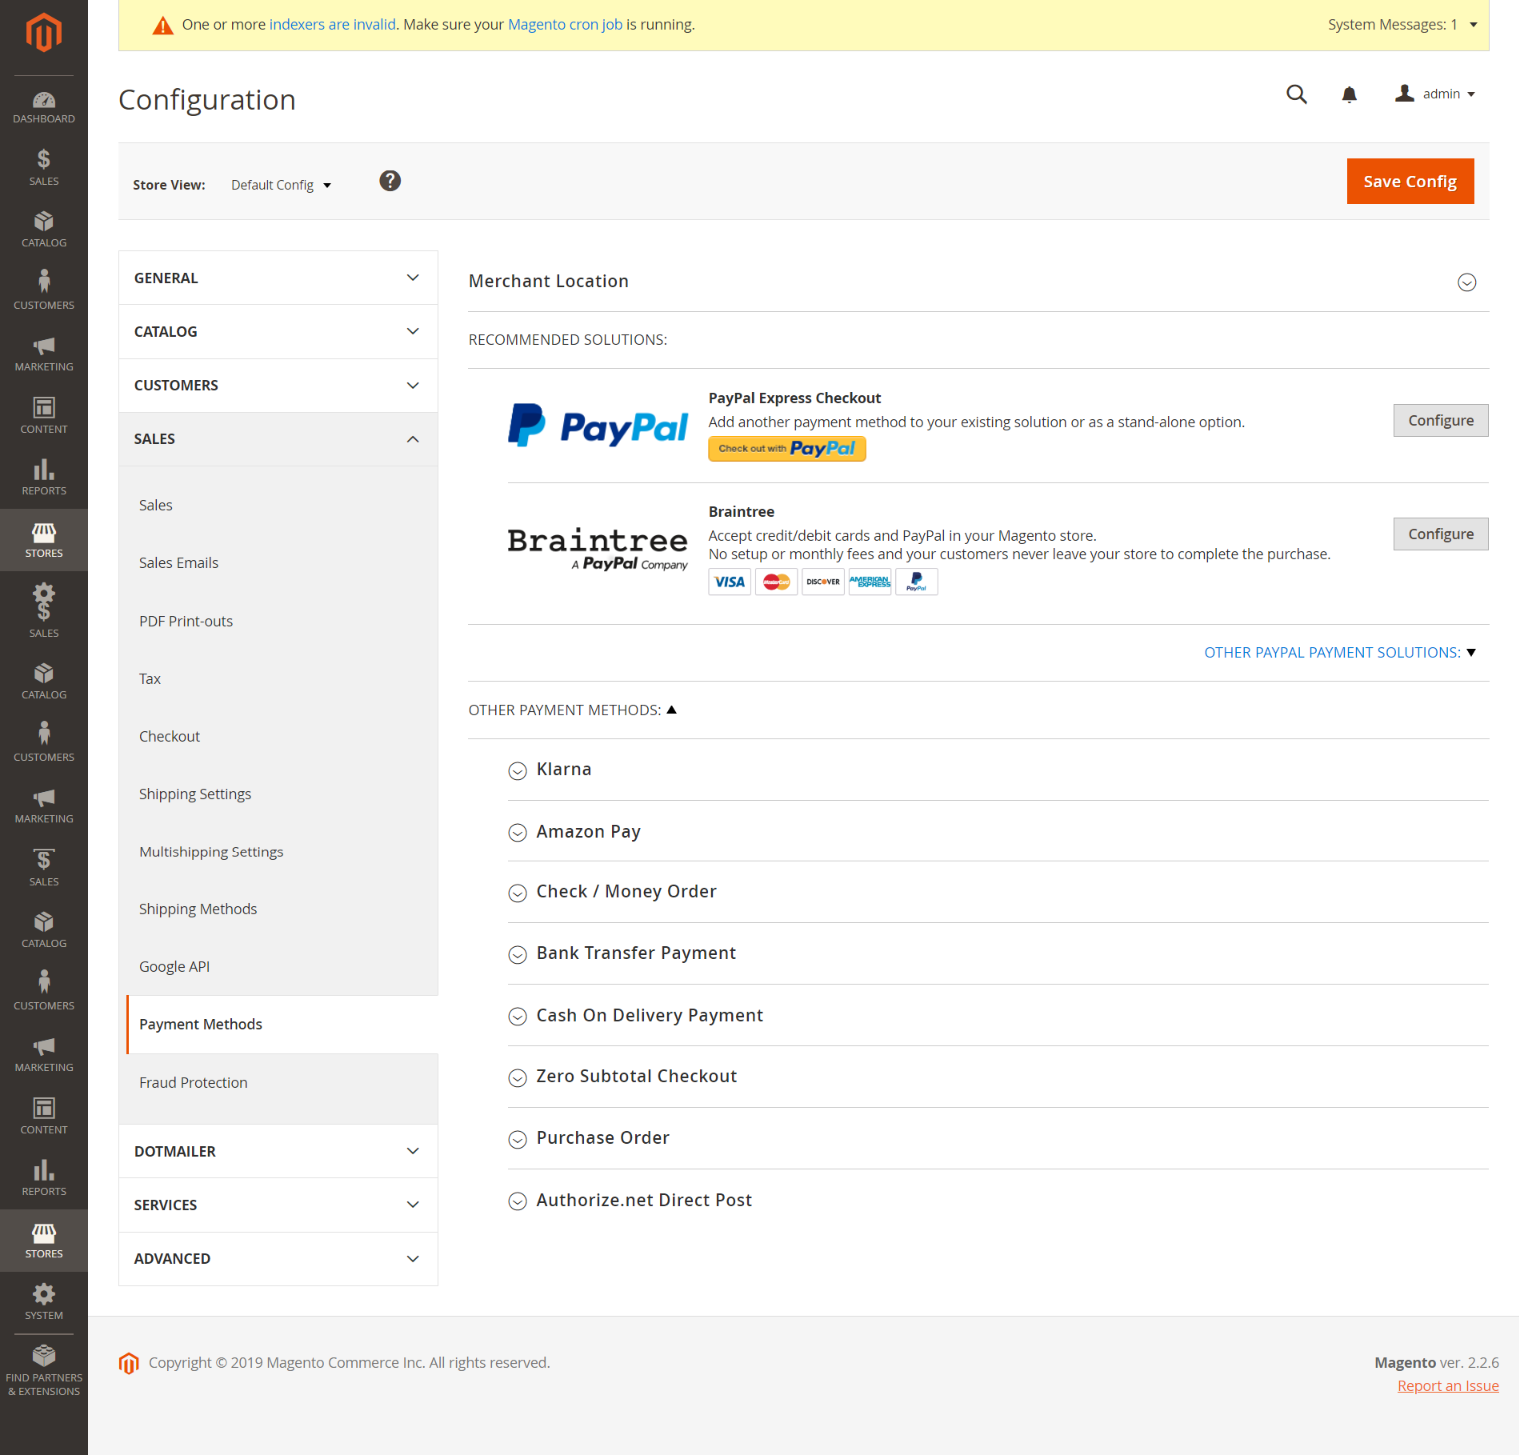 One or more indexers are invalid. Make sure your Magento cron job is running.
System Messages: 1
Configuration
admin
Store View:
Default Config
?
Save Config
DASHBOARD
$
SALES
CATALOG
CUSTOMERS
MARKETING
CONTENT
REPORTS
STORES
$
SALES
CATALOG
CUSTOMERS
MARKETING
$
SALES
CATALOG
CUSTOMERS
MARKETING
CONTENT
REPORTS
STORES
SYSTEM
FIND PARTNERS
& EXTENSIONS
GENERAL
CATALOG
CUSTOMERS
SALES
Sales
Sales Emails
PDF Print-outs
Tax
Checkout
Shipping Settings
Multishipping Settings
Shipping Methods
Google API
Payment Methods
Fraud Protection
DOTMAILER
SERVICES
ADVANCED
Merchant Location
RECOMMENDED SOLUTIONS:
PayPal
PayPal Express Checkout
Add another payment method to your existing solution or as a stand-alone option.
Check out with PayPal
Configure
Braintree
A PayPal Company
Braintree
Accept credit/debit cards and PayPal in your Magento store.
No setup or monthly fees and your customers never leave your store to complete the purchase.
VISA MasterCard DISCOVER AMERICAN EXPRESS PayPal
Configure
OTHER PAYPAL PAYMENT SOLUTIONS:
OTHER PAYMENT METHODS:
Klarna
Amazon Pay
Check / Money Order
Bank Transfer Payment
Cash On Delivery Payment
Zero Subtotal Checkout
Purchase Order
Authorize.net Direct Post
Copyright © 2019 Magento Commerce Inc. All rights reserved.
Magento ver. 2.2.6
Report an Issue